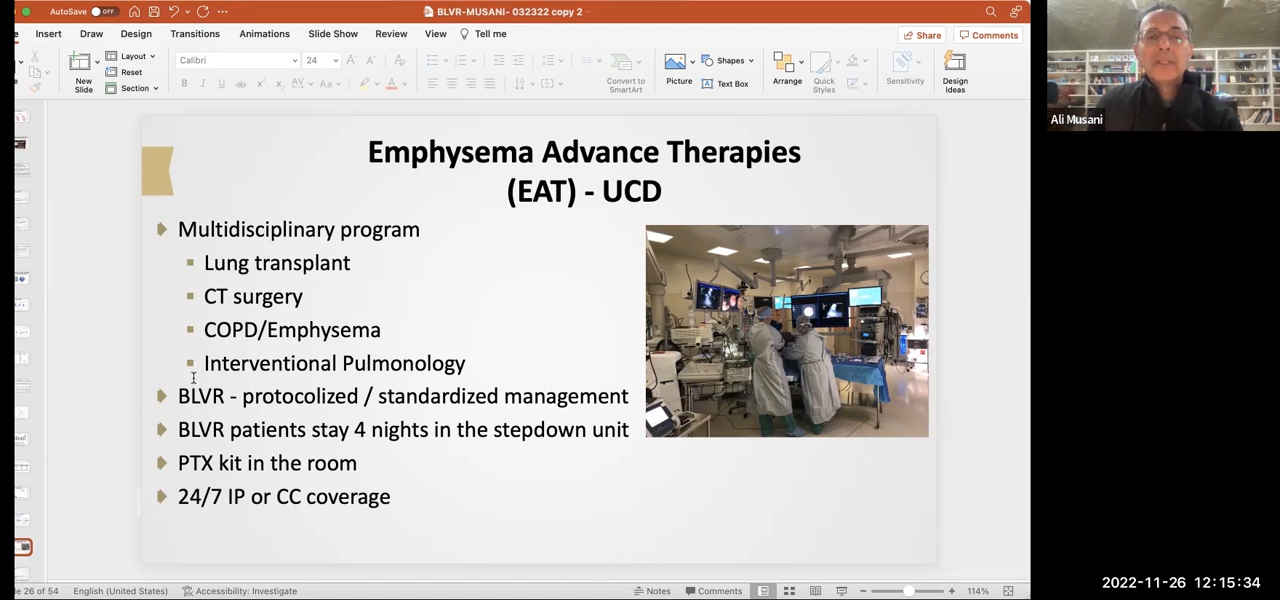 AutoSave OFF
BLVR-MUSANI- 032322 copy 2
Insert Draw Design Transitions Animations Slide Show Review View Tell me
Share Comments
New Slide
Layout
Reset
Section
Calibri 24
Convert to SmartArt
Picture
Shapes
Text Box
Arrange
Quick Styles
Sensitivity
Design Ideas
Ali Musani
Emphysema Advance Therapies
(EAT) - UCD
Multidisciplinary program
Lung transplant
CT surgery
COPD/Emphysema
Interventional Pulmonology
BLVR - protocolized / standardized management
BLVR patients stay 4 nights in the stepdown unit
PTX kit in the room
24/7 IP or CC coverage
26 of 54 English (United States) Accessibility: Investigate
Notes Comments 114%
2022-11-26 12:15:34